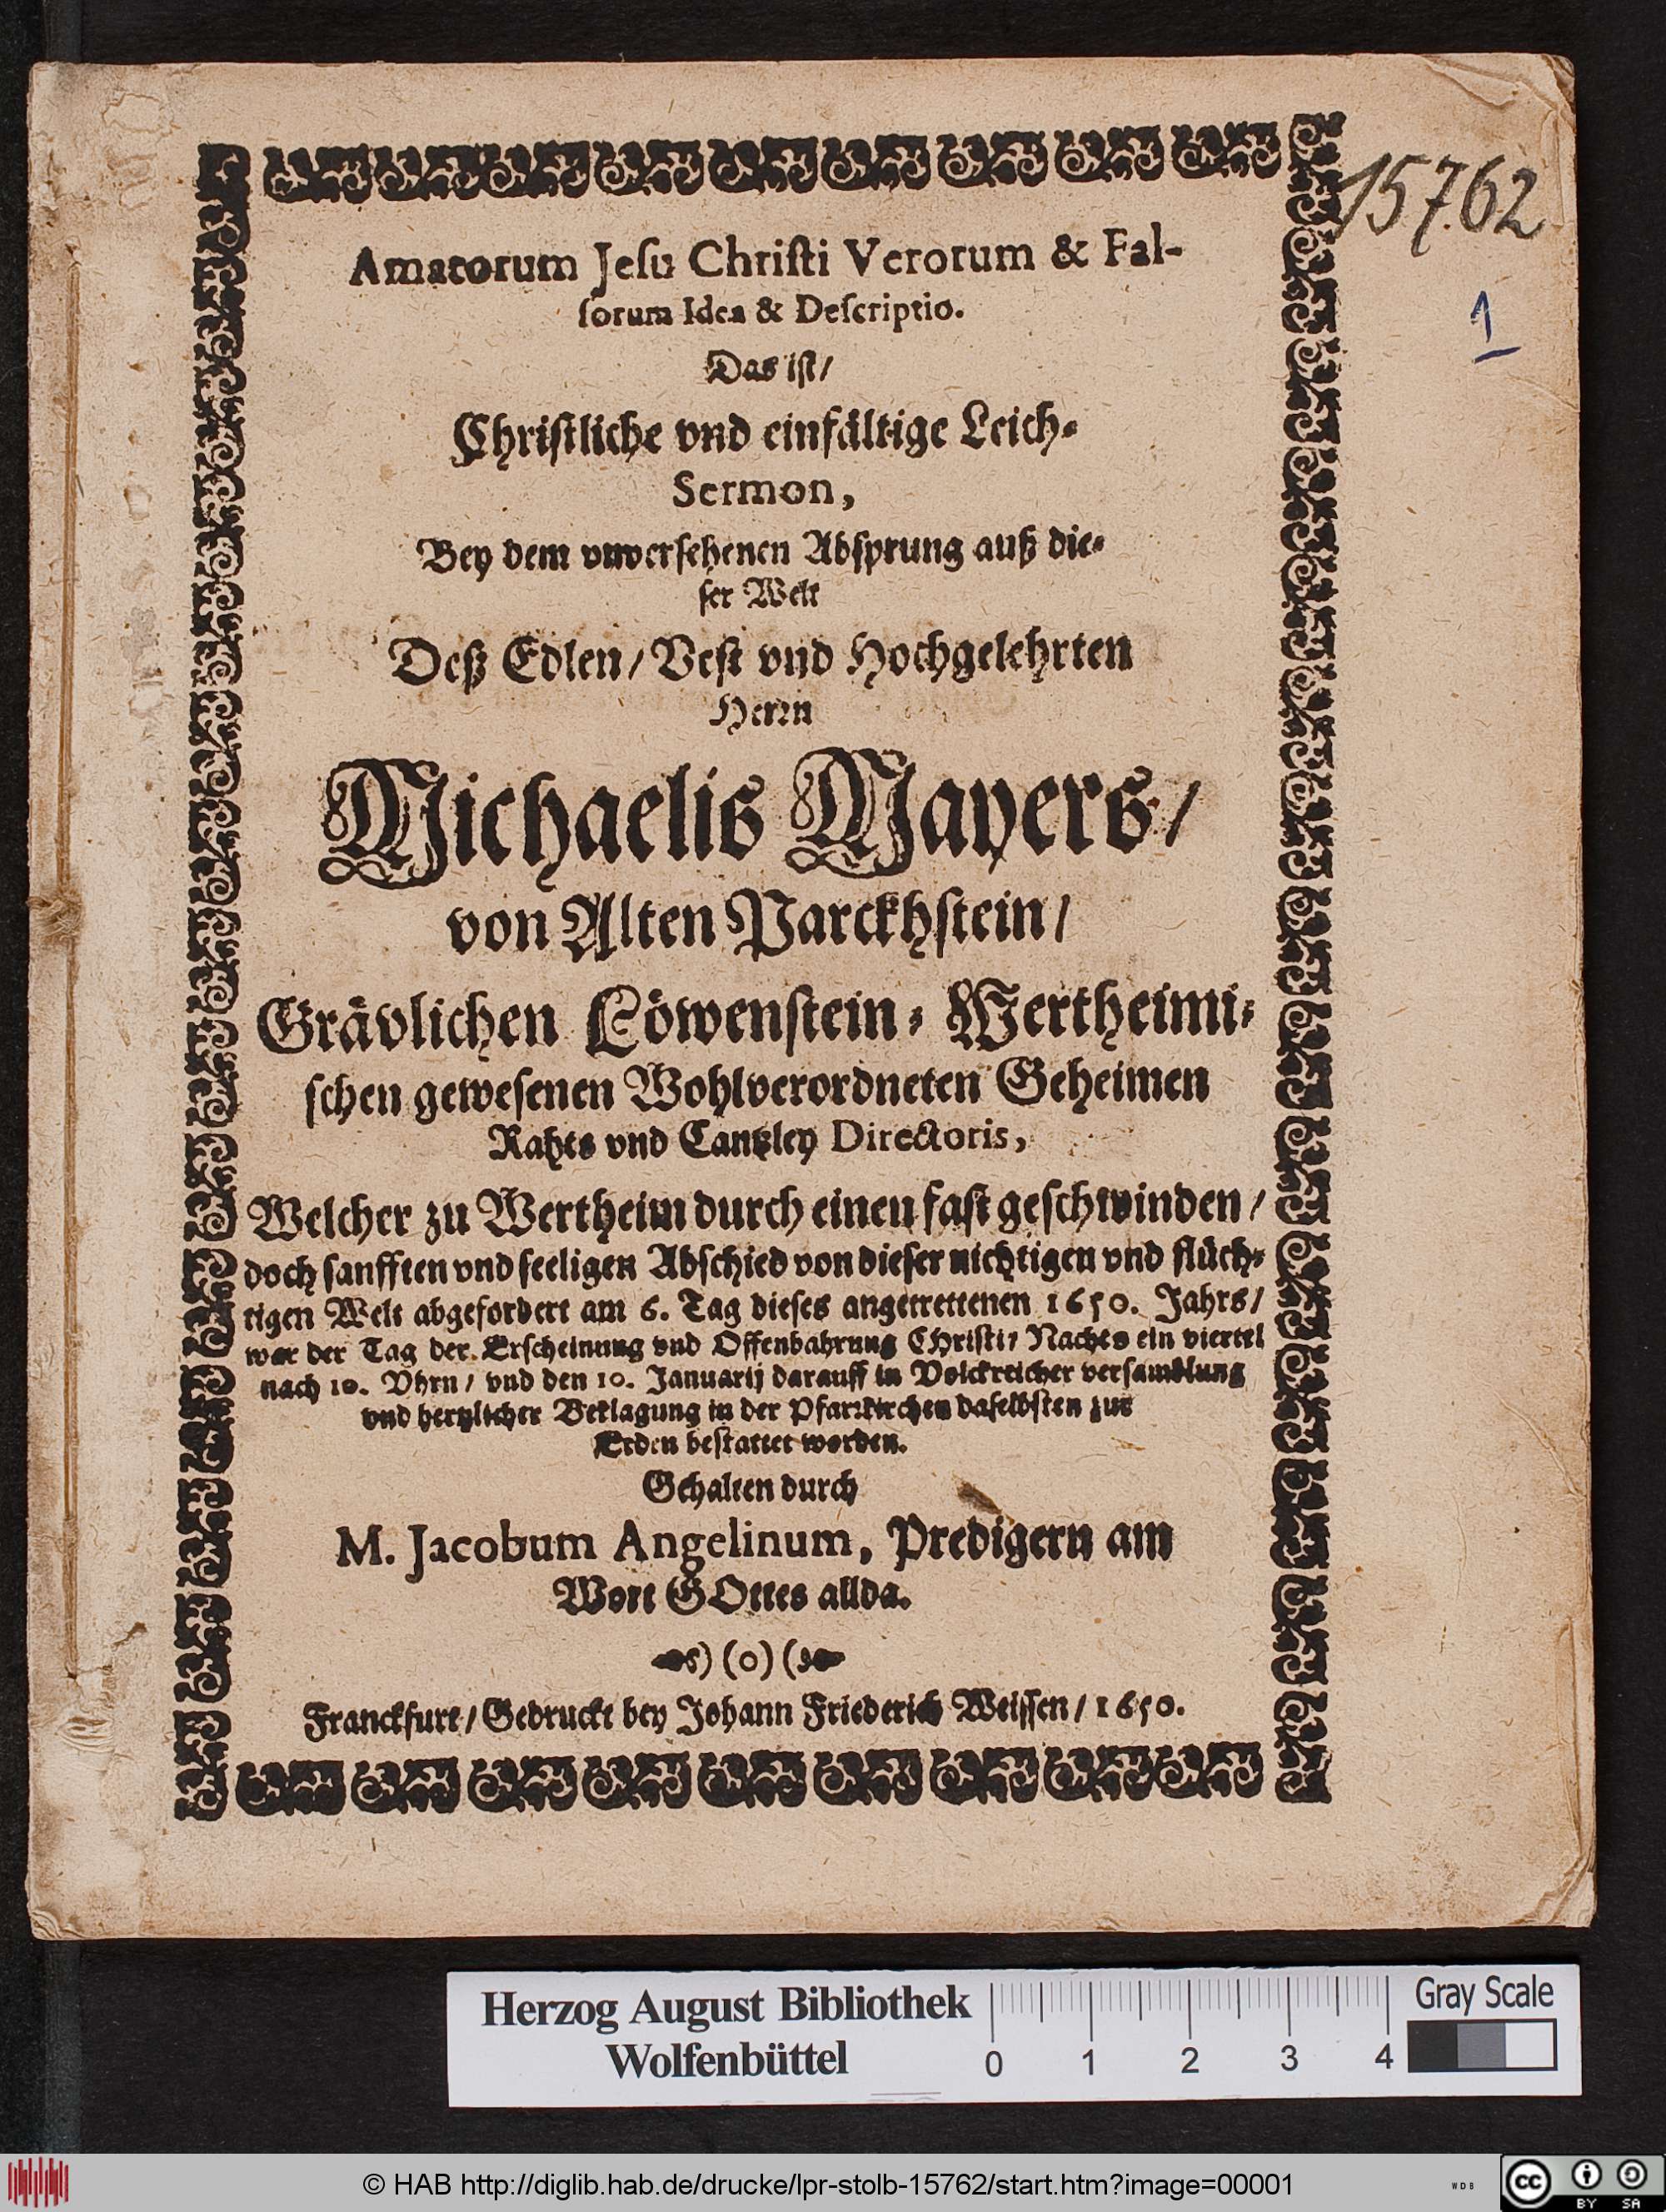 15762
1
Amatorum Jeſu Chriſti Verorum & Fal-
ſorum Idea & Deſcriptio.
Das iſt/
Chriſtliche vnd einfältige Leich-
Sermon,
Bey dem vnverſehenen Abſprung auß die-
ſer Welt
Deß Edlen/ Veſt vnd Hochgelehrten
Herrn
Michaelis Mayers/
von Alten Parckhſtein/
Grävlichen Löwenſtein-Wertheimi-
ſchen geweſenen Wohlverordneten Geheimen
Rahts vnd Cantzley Directoris,
Welcher zu Wertheim durch einen faſt geſchwinden/
doch ſanfften vnd ſeeligen Abſchied von dieſer nichtigen vnd flüch-
tigen Welt abgefordert am 6. Tag dieſes angetrettenen 1650. Jahrs/
war der Tag der Erſcheinung vnd Offenbahrung Chriſti/ Nachts ein viertel
nach 10. Vhrn/ vnd den 10. Januarij darauff in Volckreicher verſamblung
vnd hertzlicher Beklagung in der Pfarrkirchen daſelbſten zur
Erden beſtattet worden.
Gehalten durch
M. Jacobum Angelinum, Predigern am
Wort GOttes allda.
) (o) (
Franckfurt/ Gedruckt bey Johann Friederich Weiſſen/ 1650.
Herzog August Bibliothek
Wolfenbüttel
0 1 2 3 4
Gray Scale
© HAB http://diglib.hab.de/drucke/lpr-stolb-15762/start.htm?image=00001
WDB
cc BY SA